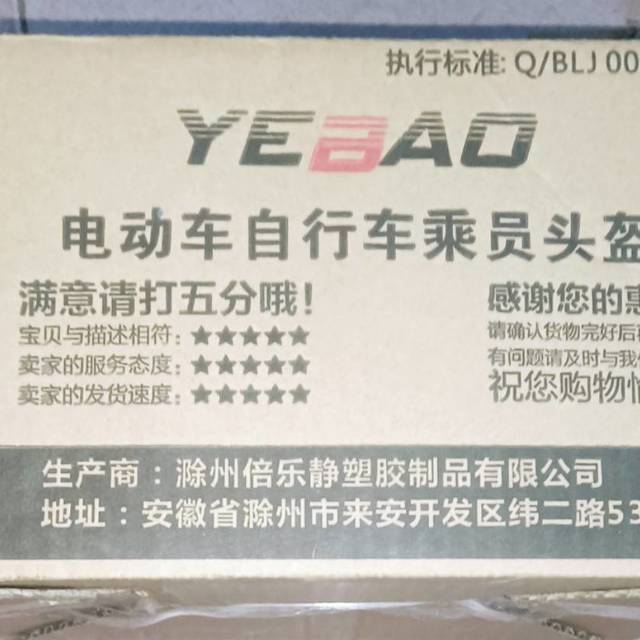 执行标准: Q/BLJ 00
YEBAO
电动车自行车乘员头盔
满意请打五分哦!
宝贝与描述相符: ★★★★★
卖家的服务态度: ★★★★★
卖家的发货速度: ★★★★★
感谢您的惠
请确认货物完好后
有问题请及时与我
祝您购物
生产商:滁州倍乐静塑胶制品有限公司
地址:安徽省滁州市来安开发区纬二路53